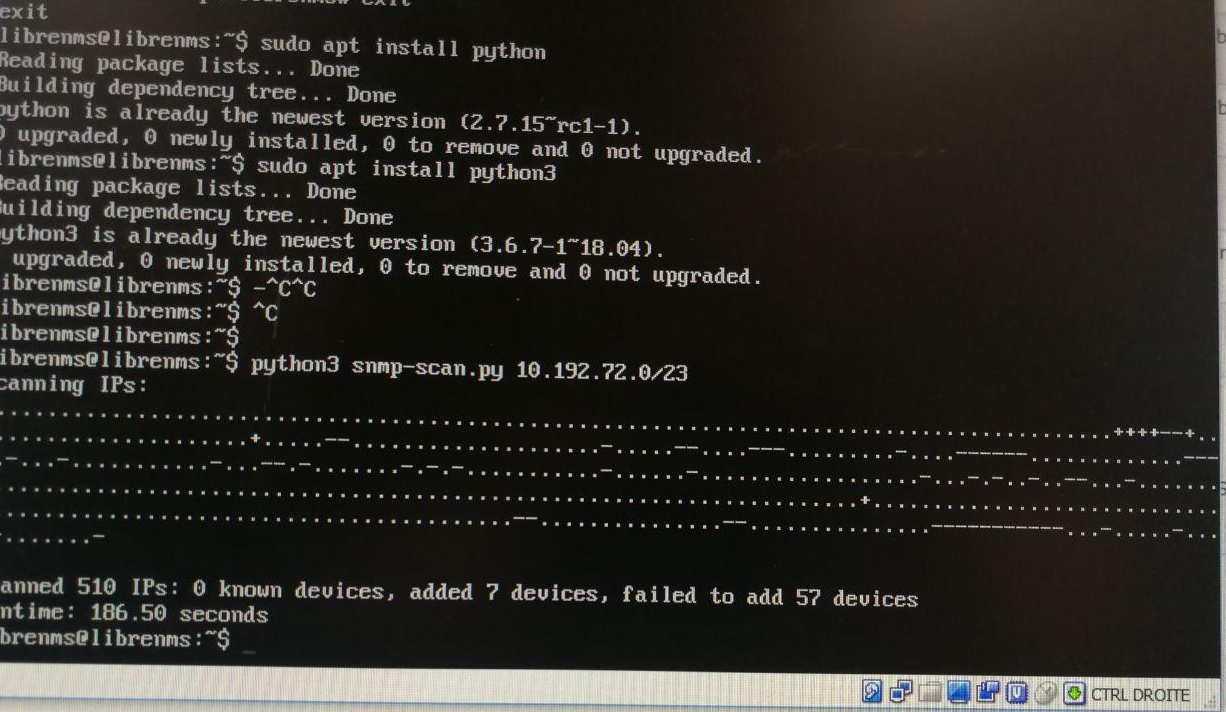 exit
librenms@librenms:~$ sudo apt install python
Reading package lists... Done
Building dependency tree... Done
python is already the newest version (2.7.15~rc1-1).
0 upgraded, 0 newly installed, 0 to remove and 0 not upgraded.
librenms@librenms:~$ sudo apt install python3
Reading package lists... Done
Building dependency tree... Done
ython3 is already the newest version (3.6.7-1~18.04).
upgraded, 0 newly installed, 0 to remove and 0 not upgraded.
ibrenms@librenms:~$ -^C^C
ibrenms@librenms:~$ ^C
ibrenms@librenms:~$
ibrenms@librenms:~$ python3 snmp-scan.py 10.192.72.0/23
canning IPs:
anned 510 IPs: 0 known devices, added 7 devices, failed to add 57 devices
ntime: 186.50 seconds
brenms@librenms:~$ _
CTRL DROITE